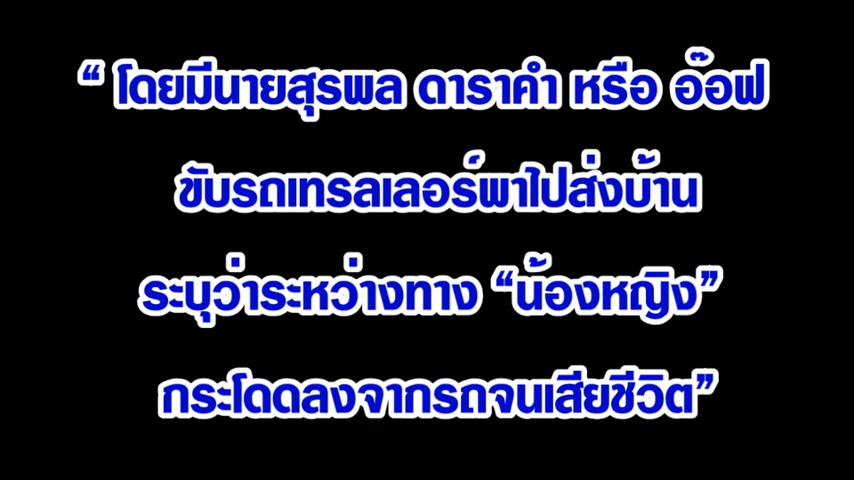 “ โดยมีนายสุรพล ดาราคำ หรือ อ๊อฟ
ขับรถเทรลเลอร์พาไปส่งบ้าน
ระบุว่าระหว่างทาง “น้องหญิง”
กระโดดลงจากรถจนเสียชีวิต”